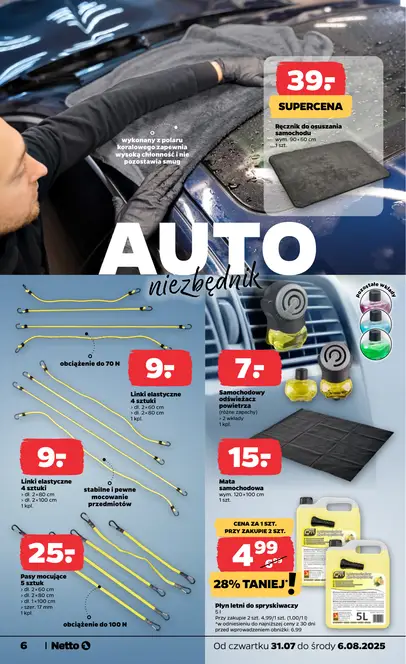 39.-
SUPERCENA
Ręcznik do osuszania
samochodu
wym. 90×60 cm
1 szt.
wykonany z polaru
koralowego zapewnia
wysoką chłonność i nie
pozostawia smug
AUTO
niezbędnik
pozostałe wkłady
obciążenie do 70 N
9.-
Linki elastyczne
4 sztuki
- dł. 2×60 cm
- dł. 2×80 cm
1 kpl.
7.-
Samochodowy
odświeżacz
powietrza
(różne zapachy)
- 2 wkłady
1 kpl.
9.-
Linki elastyczne
4 sztuki
- dł. 2×80 cm
- dł. 2×100 cm
1 kpl.
stabilne i pewne
mocowanie
przedmiotów
15.-
Mata
samochodowa
wym. 120×100 cm
1 szt.
25.-
Pasy mocujące
5 sztuk
- dł. 2×60 cm
- dł. 2×80 cm
- dł. 1×100 cm
- szer. 17 mm
1 kpl.
obciążenie do 100 N
CENA ZA 1 SZT.
PRZY ZAKUPIE 2 SZT.
4.99
6.99
28% TANIEJ*
5L
Płyn letni do spryskiwaczy
5 l
Przy zakupie 2 szt. 4,99/1 szt. (1.00/1 l)
*w odniesieniu do najniższej ceny z 30 dni
przed wprowadzeniem obniżki: 6.99
6 Netto
Od czwartku 31.07 do środy 6.08.2025